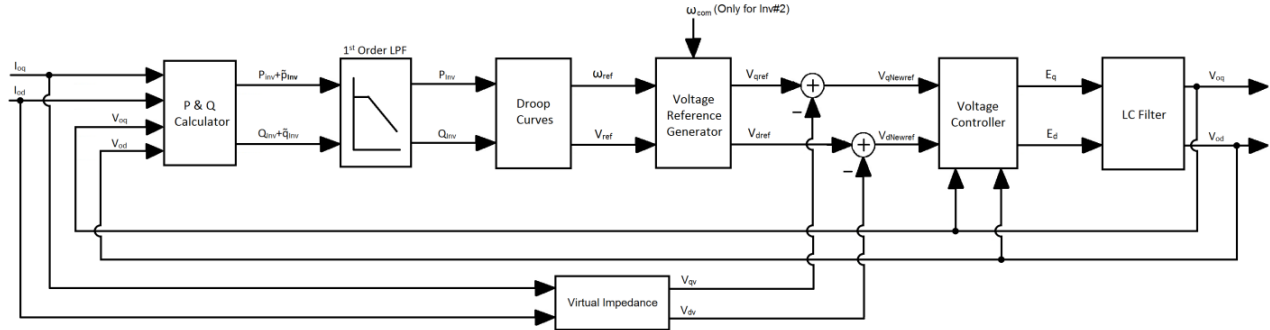 ω_com (Only for Inv#2)
I_oq
I_od
V_oq
V_od
P & Q
Calculator
P_Inv+p̃_Inv
Q_Inv+q̃_Inv
1st Order LPF
P_Inv
Q_Inv
Droop
Curves
ω_ref
V_ref
Voltage
Reference
Generator
V_qref
V_dref
+
−
+
−
V_qNewref
V_dNewref
Voltage
Controller
E_q
E_d
LC Filter
V_oq
V_od
Virtual Impedance
V_qv
V_dv